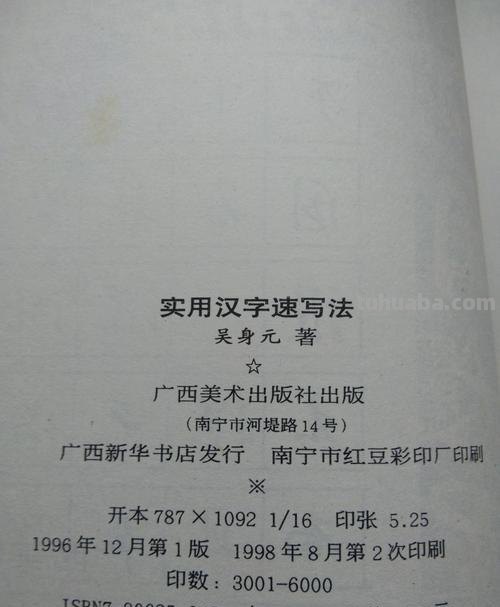 实用汉字速写法
吴身元 著
☆
广西美术出版社出版
(南宁市河堤路14号)
广西新华书店发行 南宁市红豆彩印厂印刷
※
开本787×1092 1/16 印张 5.25
1996年12月第1版 1998年8月第2次印刷
印数:3001-6000
tuhuaba.com